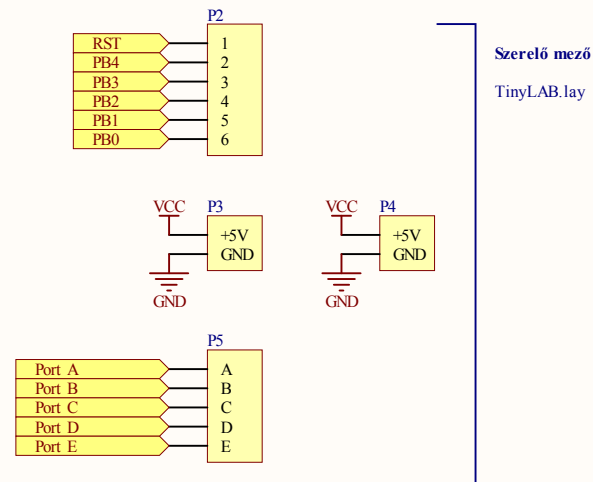 P2
RST 1
PB4 2
PB3 3
PB2 4
PB1 5
PB0 6
Szerelő mező
TinyLAB.lay
VCC P3
+5V
GND
GND
VCC P4
+5V
GND
GND
P5
Port A A
Port B B
Port C C
Port D D
Port E E